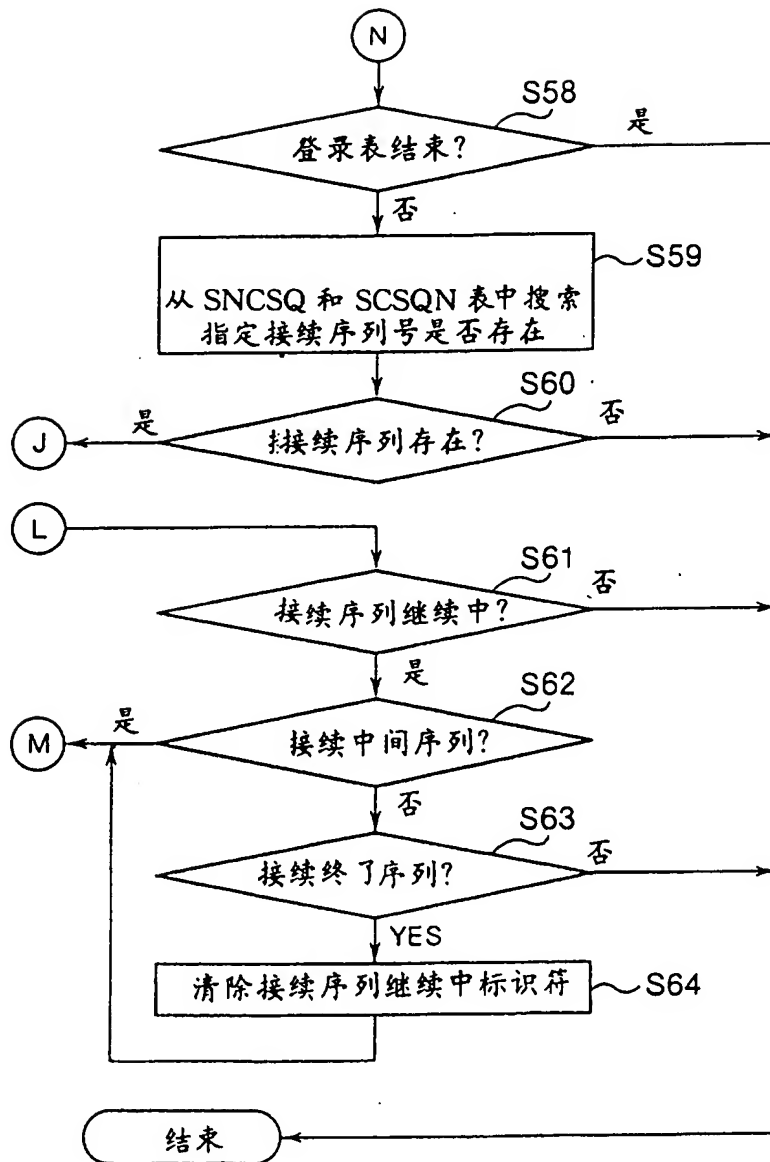 N
S58
登录表结束?
是
否
S59
从 SNCSQ 和 SCSQN 表中搜索
指定接续序列号是否存在
S60
J
是
接续序列存在?
否
L
S61
接续序列继续中?
否
是
S62
M
是
接续中间序列?
否
S63
接续终了序列?
否
YES
清除接续序列继续中标识符
S64
结束